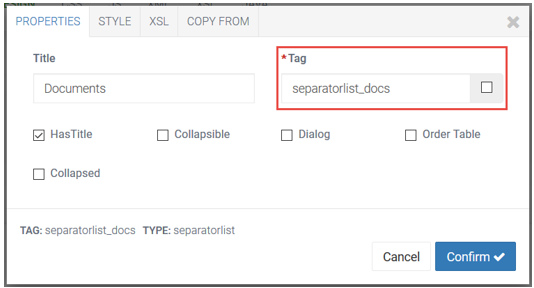 PROPERTIES STYLE XSL COPY FROM
Title *Tag
Documents separatorlist_docs
HasTitle Collapsible Dialog Order Table
Collapsed
TAG: separatorlist_docs TYPE: separatorlist
Cancel Confirm